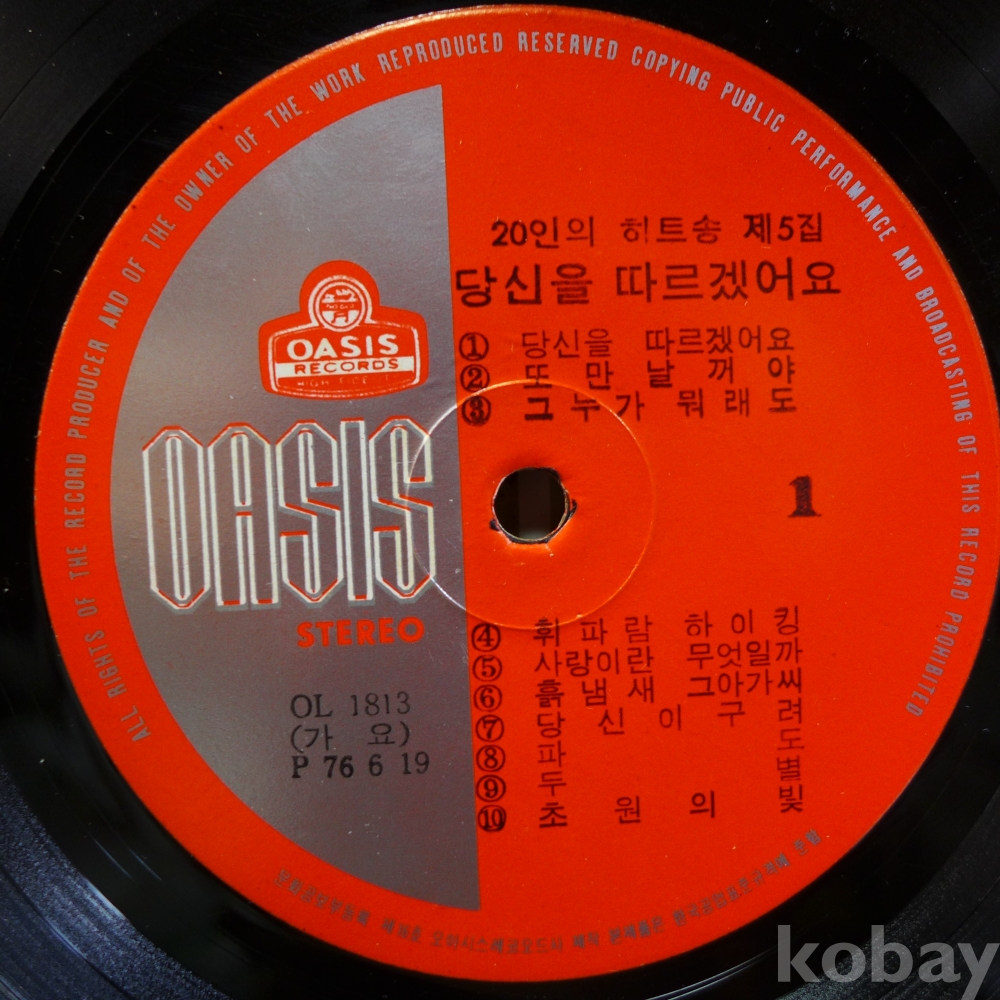 ALL RIGHTS OF THE RECORD PRODUCER AND OF THE OWNER OF THE WORK REPRODUCED RESERVED COPYING PUBLIC PERFORMANCE AND BROADCASTING OF THIS RECORD PROHIBITED
20인의 히트송 제5집
당신을 따르겠어요
① 당신을 따르겠어요
② 또 만 날 꺼 야
③ 그 누 가 뭐 래 도
1
OASIS
RECORDS
OASIS
STEREO
OL 1813
(가 요)
P 76 6 19
④ 휘 파 람 하 이 킹
⑤ 사랑이란 무엇일까
⑥ 흙 냄 새 그아가씨
⑦ 당 신 이 구 려
⑧ 파 도
⑨ 두 별
⑩ 초 원 의 빛
kobay